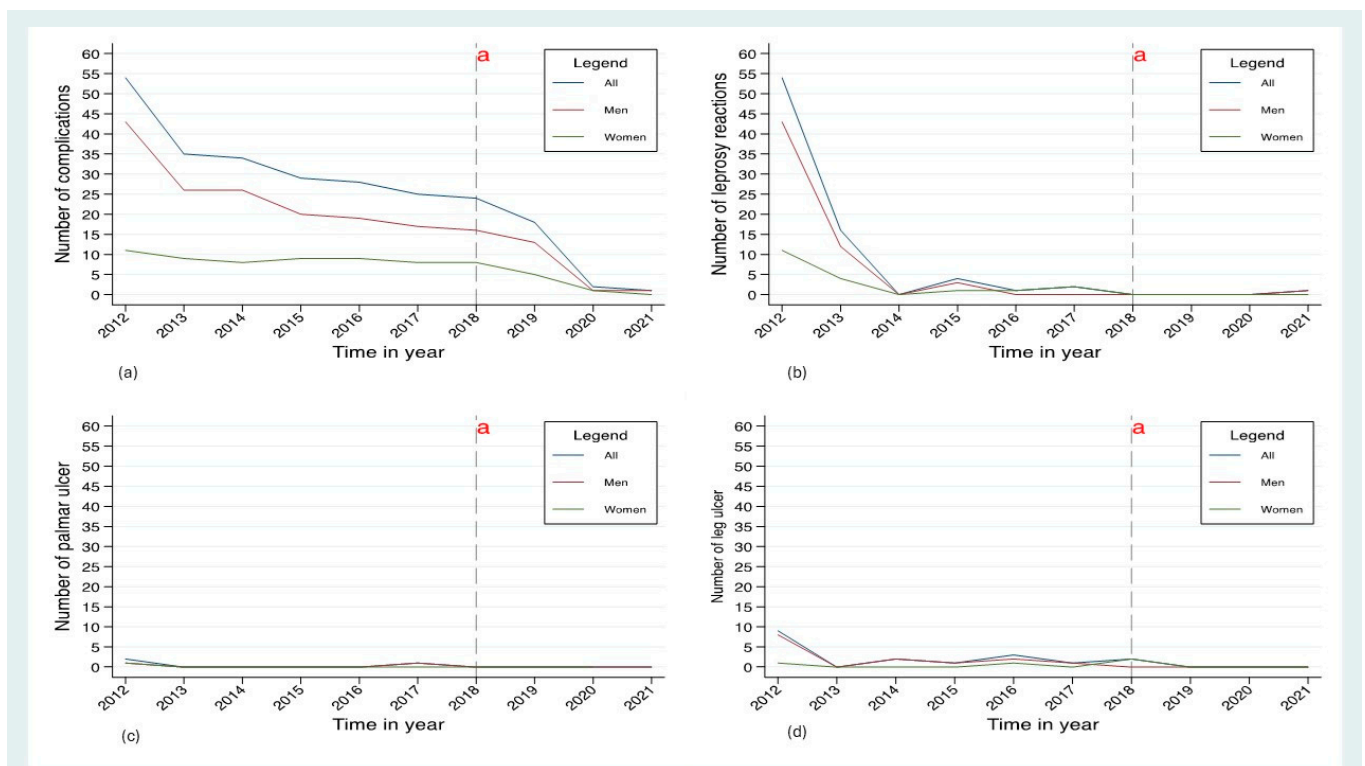 Number of complications
60
55
50
45
40
35
30
25
20
15
10
5
0
a
Legend
All
Men
Women
2012 2013 2014 2015 2016 2017 2018 2019 2020 2021
Time in year
(a)
Number of leprosy reactions
60
55
50
45
40
35
30
25
20
15
10
5
0
a
Legend
All
Men
Women
2012 2013 2014 2015 2016 2017 2018 2019 2020 2021
Time in year
(b)
Number of palmar ulcer
60
55
50
45
40
35
30
25
20
15
10
5
0
a
Legend
All
Men
Women
2012 2013 2014 2015 2016 2017 2018 2019 2020 2021
Time in year
(c)
Number of leg ulcer
60
55
50
45
40
35
30
25
20
15
10
5
0
a
Legend
All
Men
Women
2012 2013 2014 2015 2016 2017 2018 2019 2020 2021
Time in year
(d)